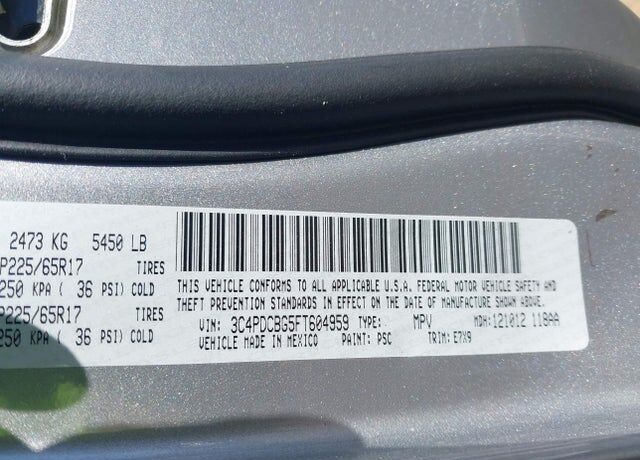 2473 KG 5450 LB
P225/65R17 TIRES
250 KPA ( 36 PSI) COLD
P225/65R17 TIRES
250 KPA ( 36 PSI) COLD
THIS VEHICLE CONFORMS TO ALL APPLICABLE U.S.A. FEDERAL MOTOR VEHICLE SAFETY AND
THEFT PREVENTION STANDARDS IN EFFECT ON THE DATE OF MANUFACTURE SHOWN ABOVE.
VIN: 3C4PDCBG5FT604959 TYPE: MPV MDH:121012 118AA
VEHICLE MADE IN MEXICO PAINT: PSC TRIM: E7X9